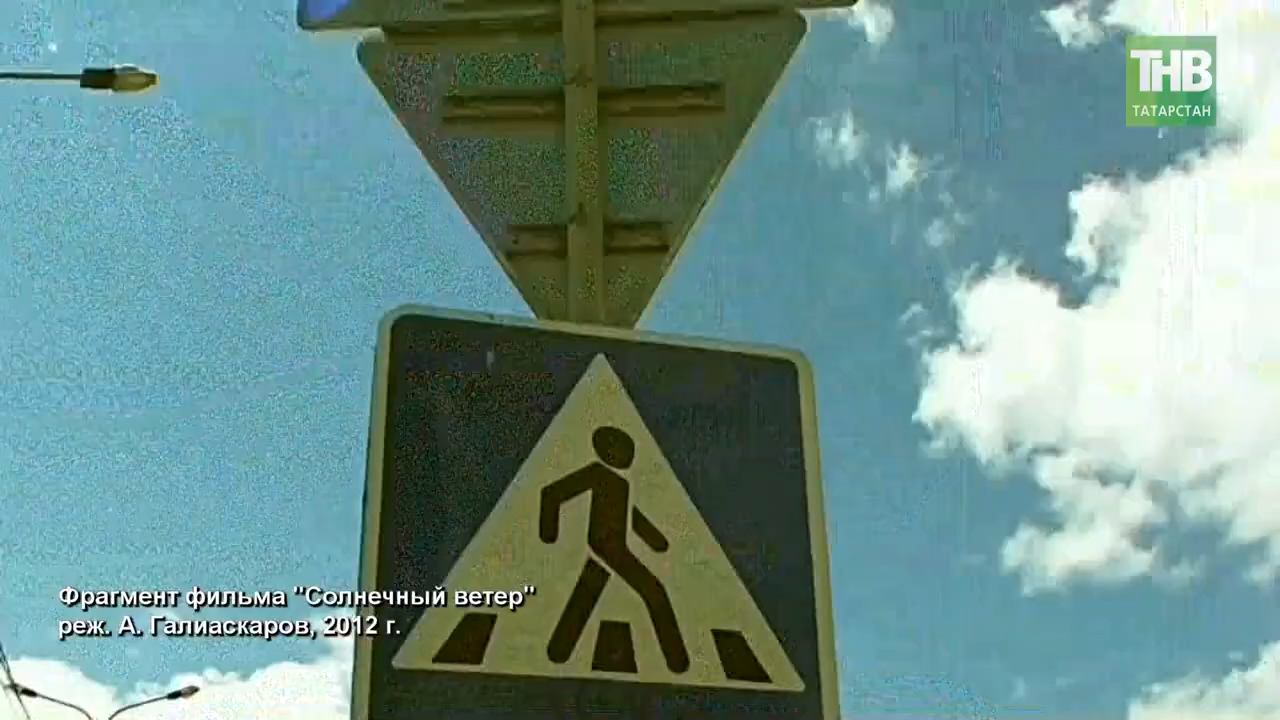 ТНВ
ТАТАРСТАН
Фрагмент фильма "Солнечный ветер"
реж. А. Галиаскаров, 2012 г.